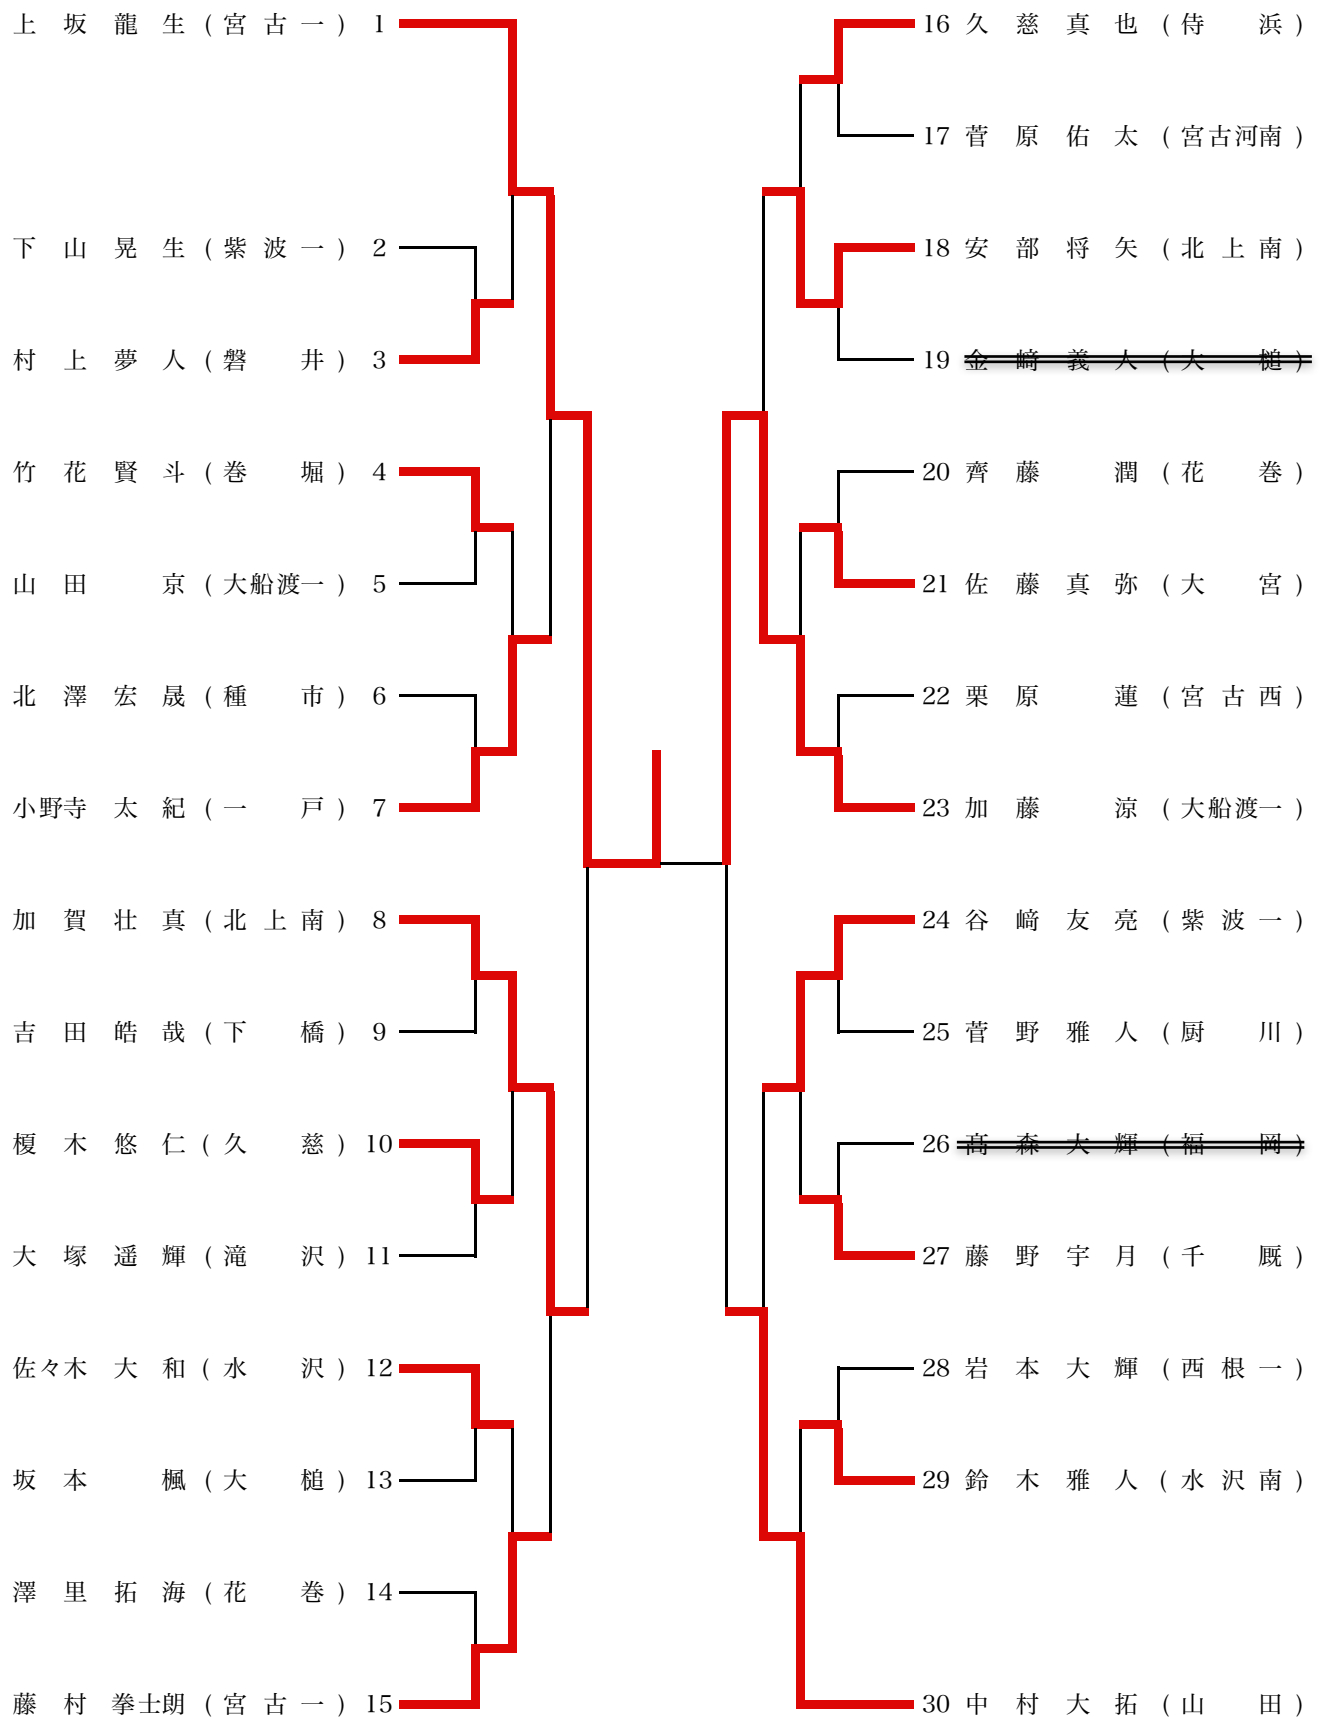 上坂龍生(宮古一) 1
下山晃生(紫波一) 2
村上夢人(磐井) 3
竹花賢斗(巻堀) 4
山田京(大船渡一) 5
北澤宏晟(種市) 6
小野寺太紀(一戸) 7
加賀壮真(北上南) 8
吉田皓哉(下橋) 9
榎木悠仁(久慈) 10
大塚遥輝(滝沢) 11
佐々木大和(水沢) 12
坂本楓(大槌) 13
澤里拓海(花巻) 14
藤村拳士朗(宮古一) 15
16 久慈真也(侍浜)
17 菅原佑太(宮古河南)
18 安部将矢(北上南)
19 金﨑義人(大槌)
20 齊藤潤(花巻)
21 佐藤真弥(大宮)
22 栗原蓮(宮古西)
23 加藤涼(大船渡一)
24 谷﨑友亮(紫波一)
25 菅野雅人(厨川)
26 髙森大輝(福岡)
27 藤野宇月(千厩)
28 岩本大輝(西根一)
29 鈴木雅人(水沢南)
30 中村大拓(山田)